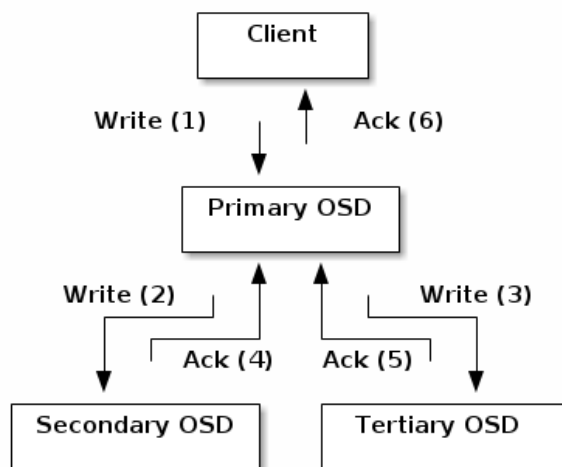 Client
Write (1)
Ack (6)
Primary OSD
Write (2)
Write (3)
Ack (4)
Ack (5)
Secondary OSD
Tertiary OSD